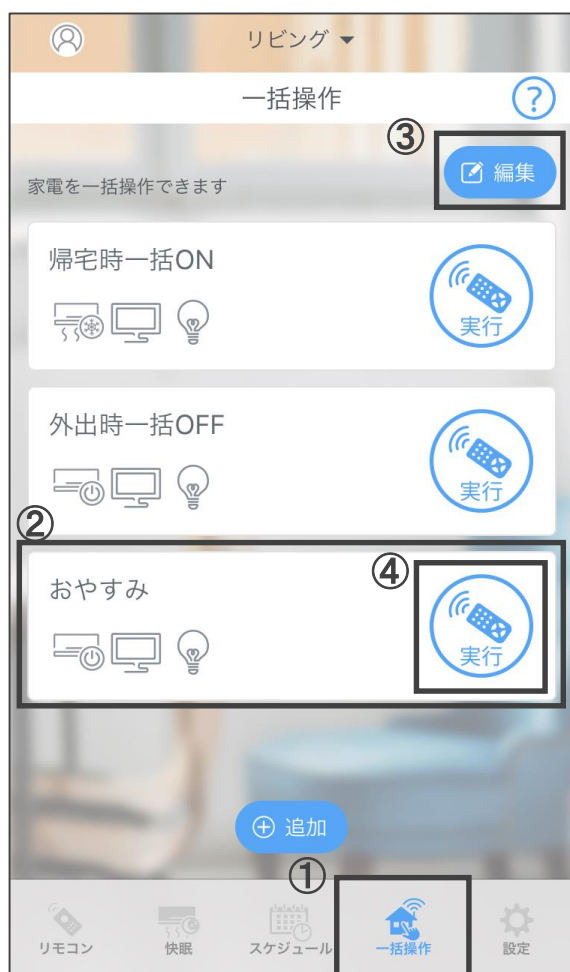 リビング ▼
一括操作
?
③
編集
家電を一括操作できます
帰宅時一括ON
実行
外出時一括OFF
実行
②
おやすみ
④
実行
追加
①
リモコン 快眠 スケジュール 一括操作 設定